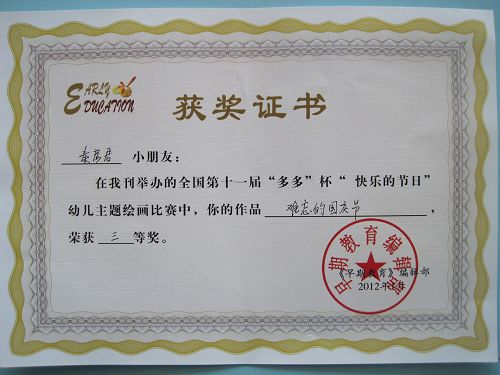 EARLY
EDUCATION
获奖证书
小朋友：
在我刊举办的全国第十一届“多多”杯“快乐的节日”
幼儿主题绘画比赛中，你的作品 难忘的国庆节 ，
荣获 三 等奖。
早期教育编辑部
《早期教育》编辑部
2012年1月